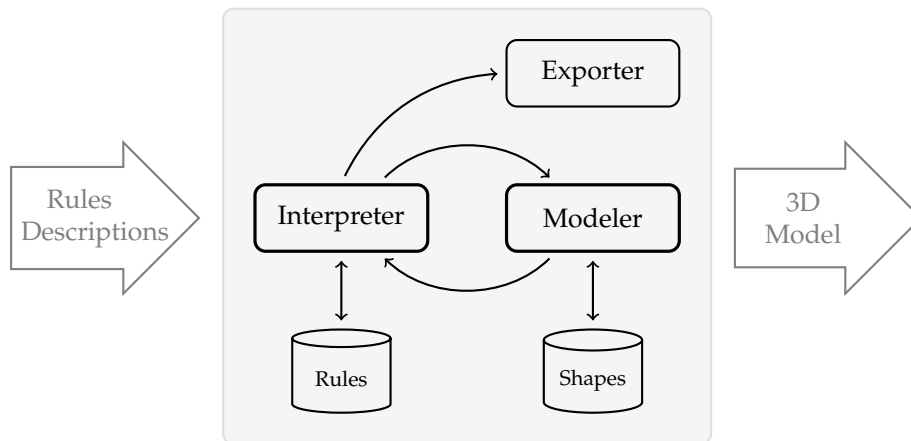 Exporter
Rules
Descriptions
Interpreter
Modeler
3D
Model
Rules
Shapes